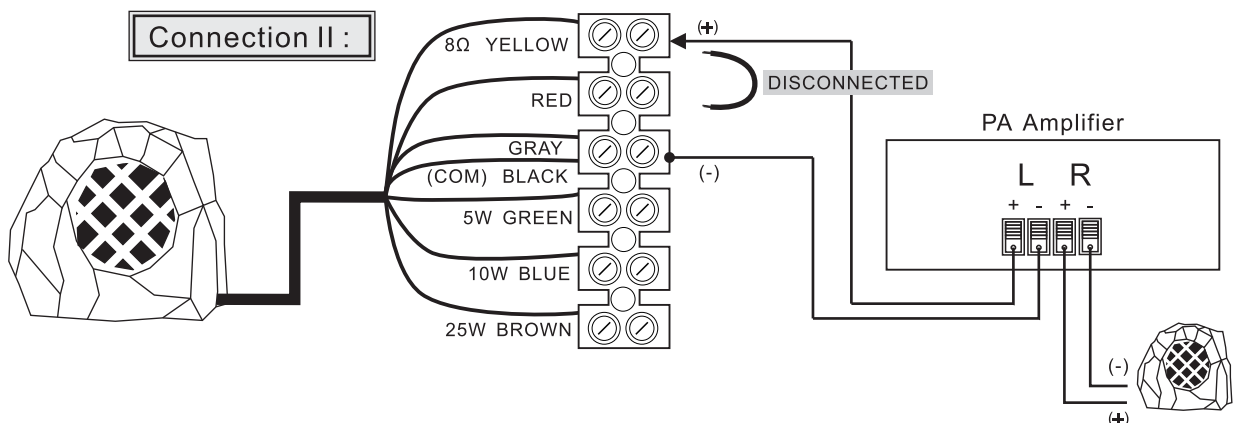 Connection II :
8Ω YELLOW
(+)
DISCONNECTED
RED
GRAY
(COM) BLACK
(-)
5W GREEN
10W BLUE
25W BROWN
PA Amplifier
L R
+ - + -
(-)
(+)